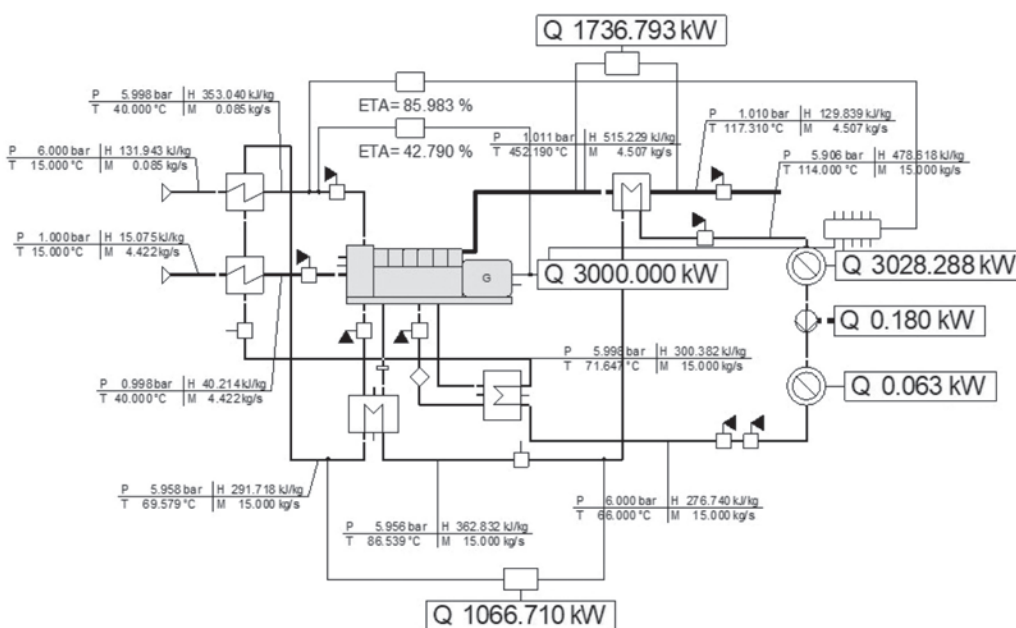 Q 1736.793 kW
P 5.998 bar H 353.040 kJ/kg
T 40.000 °C M 0.085 kg/s
ETA= 85.983 %
P 1.010 bar H 129.839 kJ/kg
T 117.310 °C M 4.507 kg/s
P 6.000 bar H 131.943 kJ/kg
T 15.000 °C M 0.085 kg/s
ETA= 42.790 %
P 1.011 bar H 515.229 kJ/kg
T 452.190 °C M 4.507 kg/s
P 5.906 bar H 478.618 kJ/kg
T 114.000 °C M 15.000 kg/s
P 1.000 bar H 15.075 kJ/kg
T 15.000 °C M 4.422 kg/s
G
Q 3000.000 kW
Q 3028.288 kW
Q 0.180 kW
P 5.998 bar H 300.382 kJ/kg
T 71.647 °C M 15.000 kg/s
P 0.998 bar H 40.214 kJ/kg
T 40.000 °C M 4.422 kg/s
Q 0.063 kW
P 5.958 bar H 291.718 kJ/kg
T 69.579 °C M 15.000 kg/s
P 6.000 bar H 276.740 kJ/kg
T 66.000 °C M 15.000 kg/s
P 5.956 bar H 362.832 kJ/kg
T 86.539 °C M 15.000 kg/s
Q 1066.710 kW